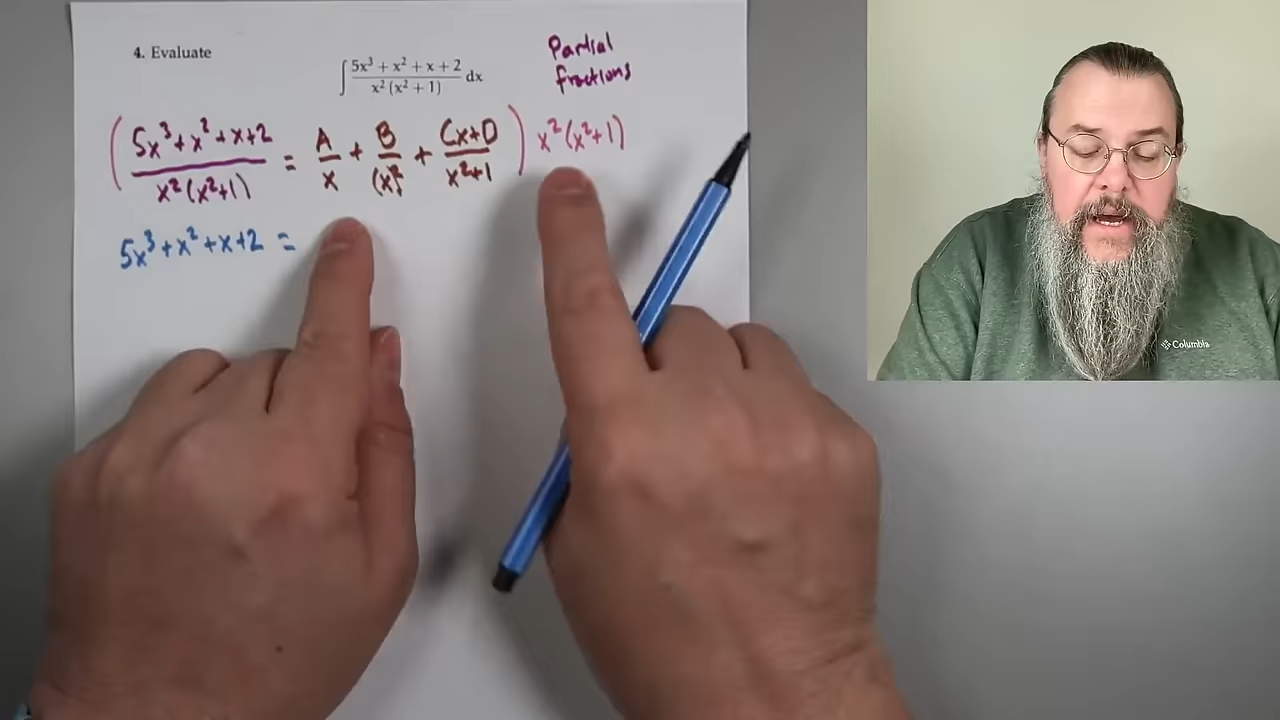 4. Evaluate
∫ 5x³ + x² + x + 2 / x² (x² + 1) dx
Partial
fractions
( 5x³+x²+x+2 / x²(x²+1) = A/x + B/(x)² + Cx+D/x²+1 ) x²(x²+1)
5x³+x²+x+2 =
Columbia